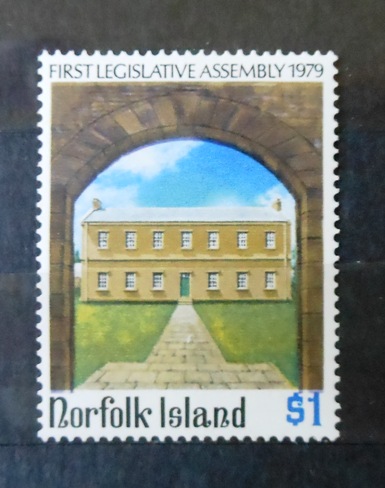 FIRST LEGISLATIVE ASSEMBLY 1979
Norfolk Island $1